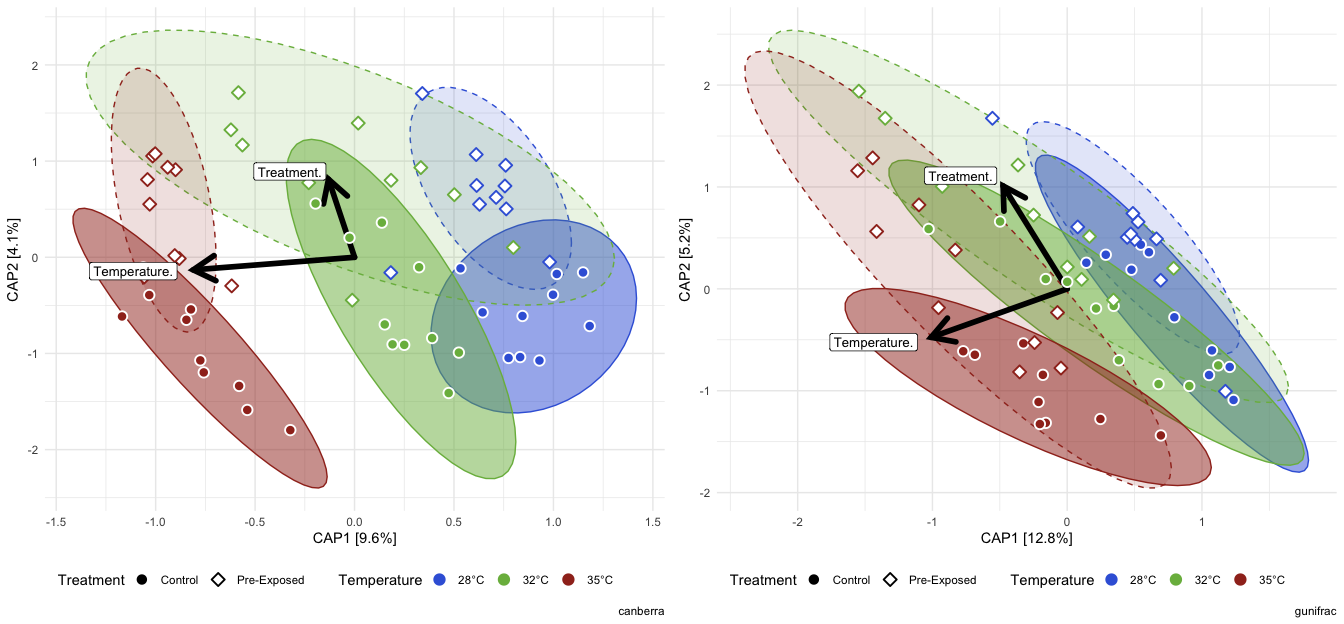 2
1
0
-1
-2
CAP2 [4.1%]
Treatment.
Temperature.
-1.5
-1.0
-0.5
0.0
0.5
1.0
1.5
CAP1 [9.6%]
Treatment Control Pre-Exposed Temperature 28°C 32°C 35°C
canberra
2
1
0
-1
-2
CAP2 [5.2%]
Treatment.
Temperature.
-2
-1
0
1
CAP1 [12.8%]
Treatment Control Pre-Exposed Temperature 28°C 32°C 35°C
gunifrac